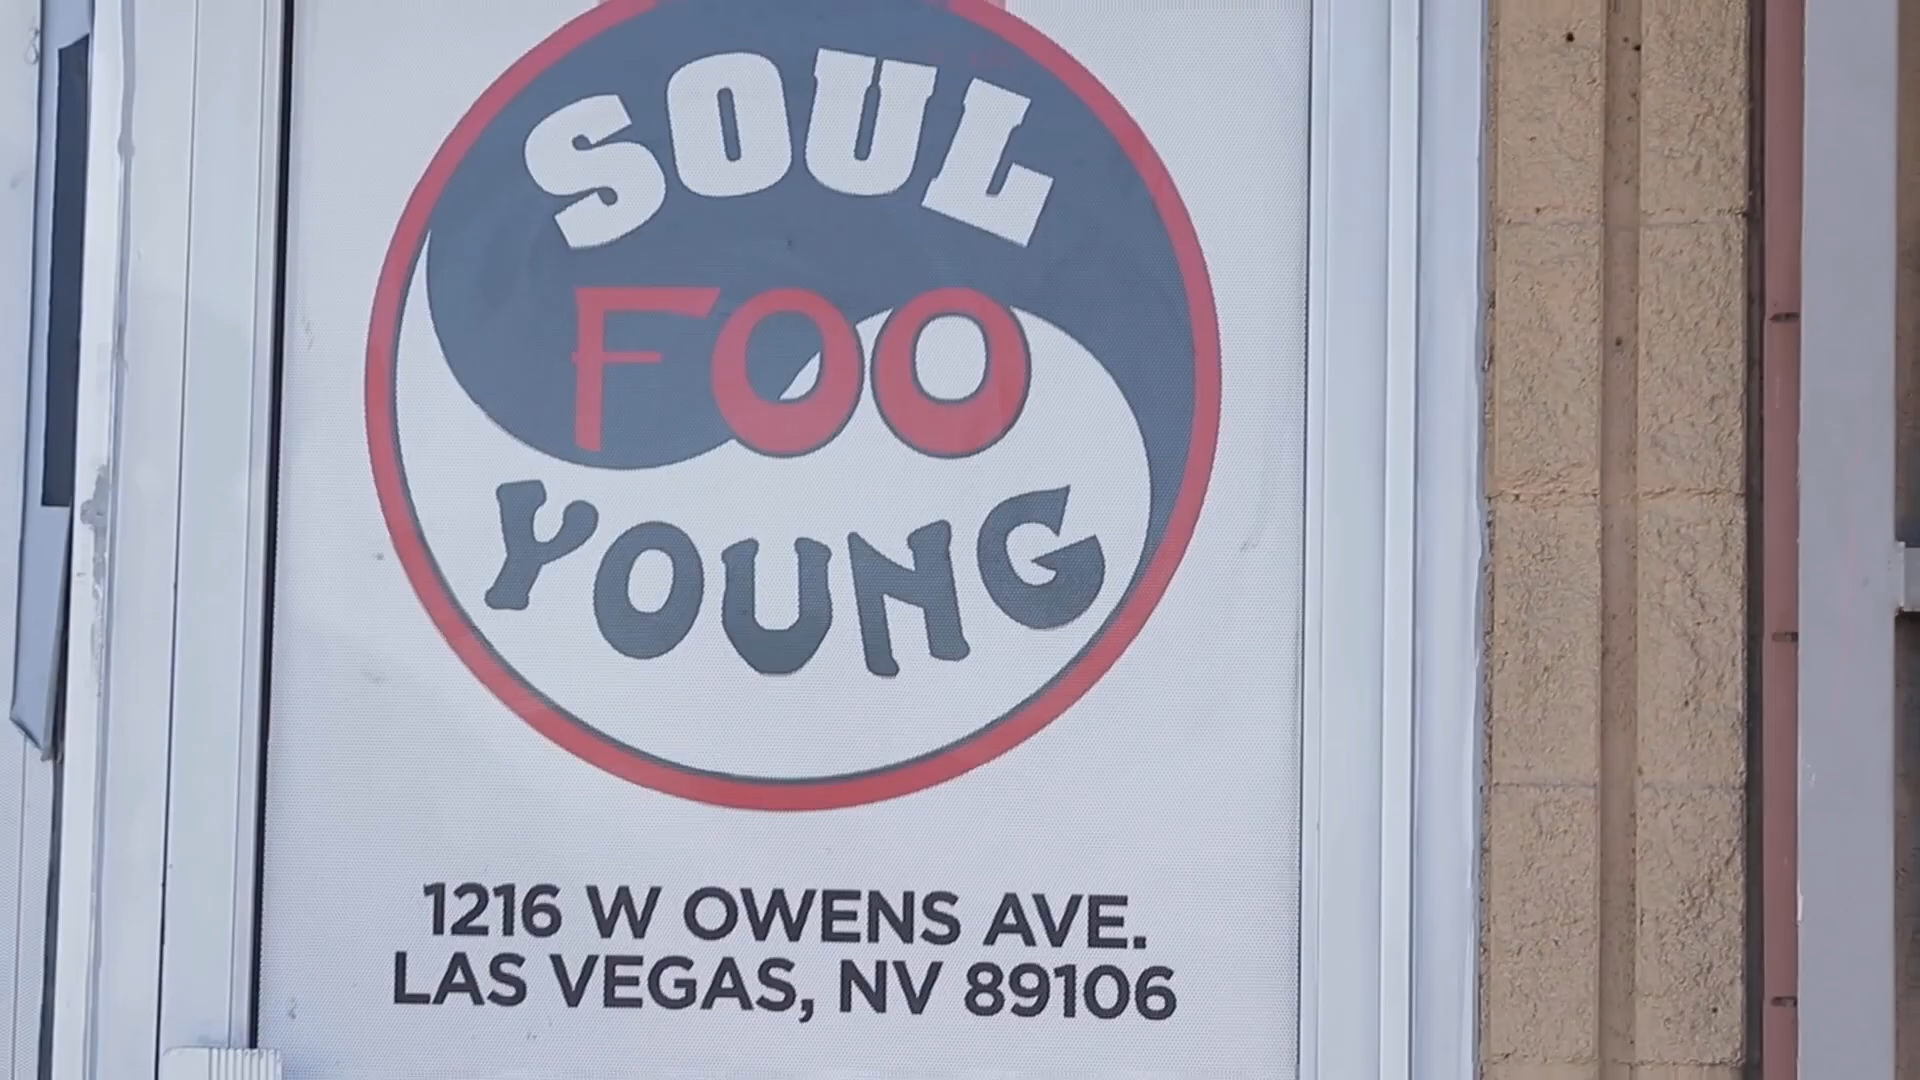 SOUL
FOO
YOUNG
1216 W OWENS AVE.
LAS VEGAS, NV 89106